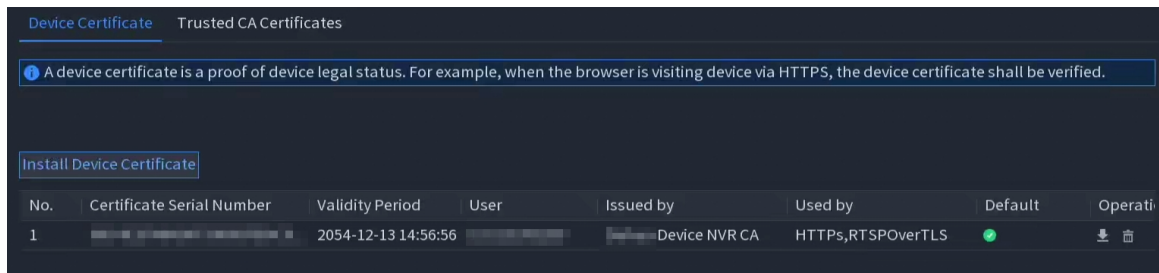 Device Certificate Trusted CA Certificates
A device certificate is a proof of device legal status. For example, when the browser is visiting device via HTTPS, the device certificate shall be verified.
Install Device Certificate
No. Certificate Serial Number Validity Period User Issued by Used by Default Operati
1 2054-12-13 14:56:56 Device NVR CA HTTPs,RTSPOverTLS